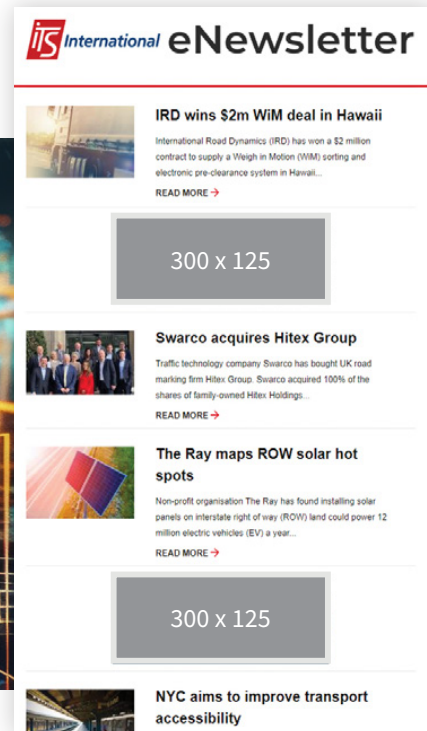 iTS International eNewsletter
IRD wins $2m WiM deal in Hawaii
International Road Dynamics (IRD) has won a $2 million
contract to supply a Weigh in Motion (WiM) sorting and
electronic pre-clearance system in Hawaii...
READ MORE →
300 x 125
Swarco acquires Hitex Group
Traffic technology company Swarco has bought UK road
marking firm Hitex Group. Swarco acquired 100% of the
shares of family-owned Hitex Holdings...
READ MORE →
The Ray maps ROW solar hot
spots
Non-profit organisation The Ray has found installing solar
panels on interstate right of way (ROW) land could power 12
million electric vehicles (EV) a year...
READ MORE →
300 x 125
NYC aims to improve transport
accessibility